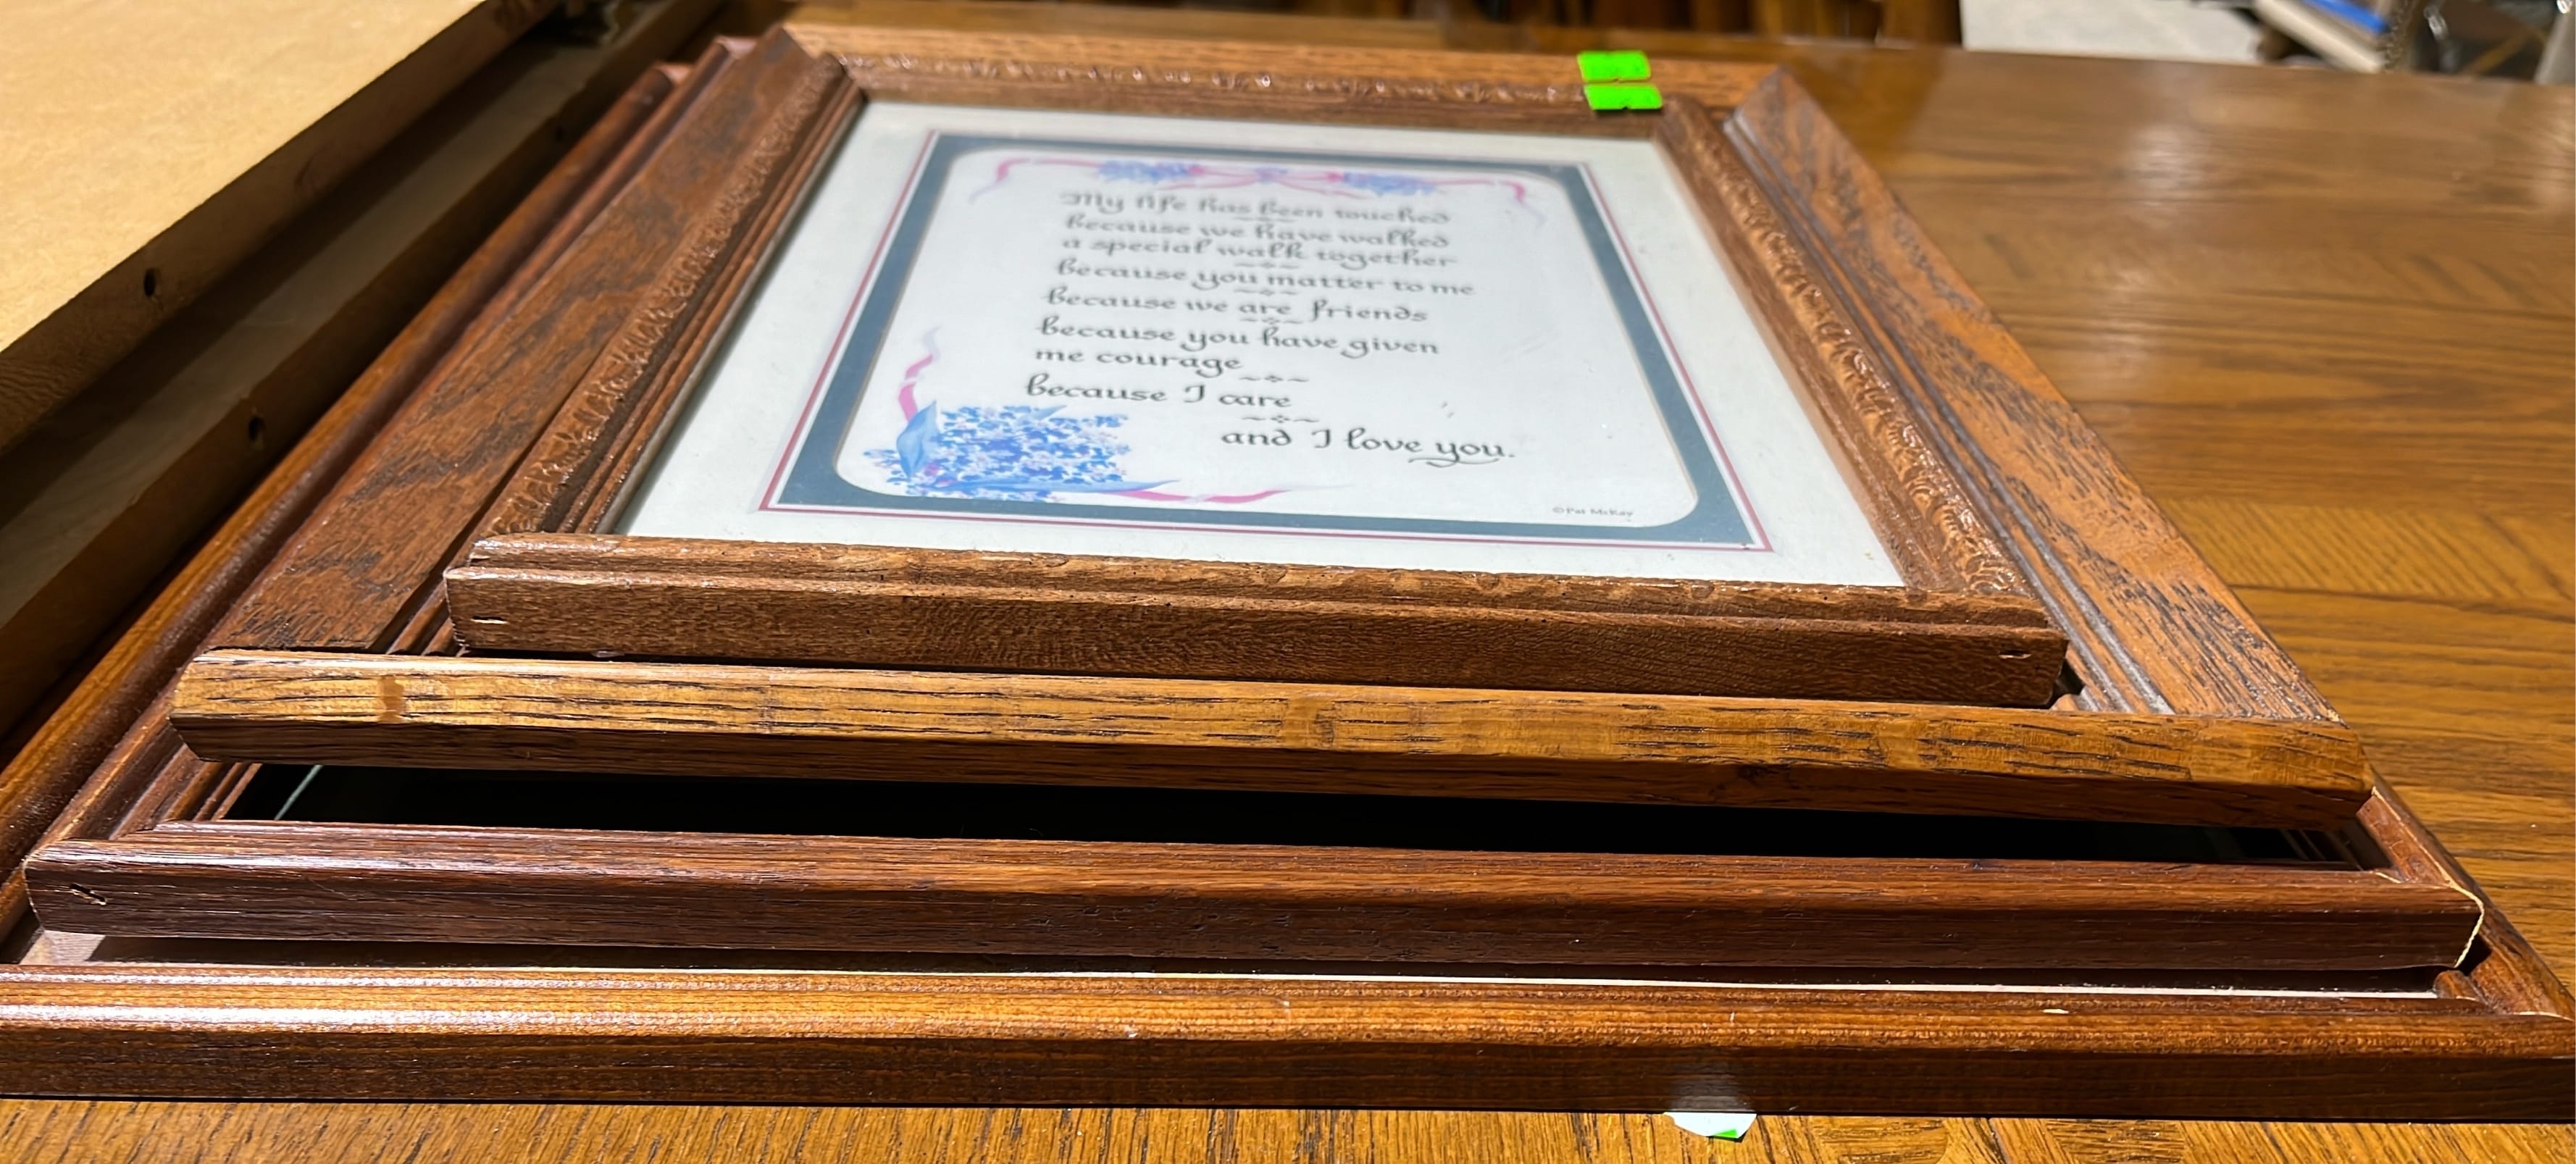 My life has been touched
because we have walked
a special walk together
because you matter to me
because we are friends
because you have given
me courage
because I care
and I love you.
©Pat McKay